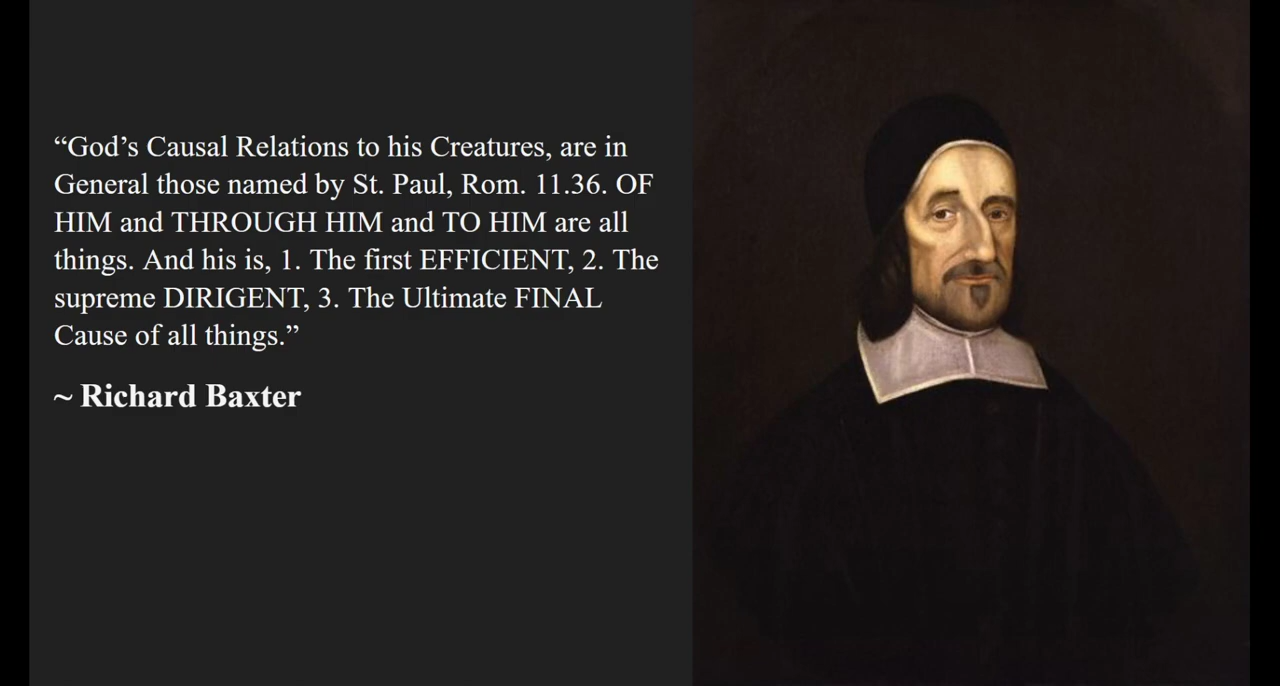 “God’s Causal Relations to his Creatures, are in
General those named by St. Paul, Rom. 11.36. OF
HIM and THROUGH HIM and TO HIM are all
things. And his is, 1. The first EFFICIENT, 2. The
supreme DIRIGENT, 3. The Ultimate FINAL
Cause of all things.”
~ Richard Baxter